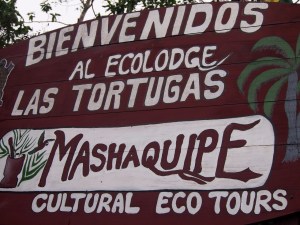 BIENVENIDOS
AL ECOLODGE
LAS TORTUGAS
MASHAQUIPE
CULTURAL ECO TOURS